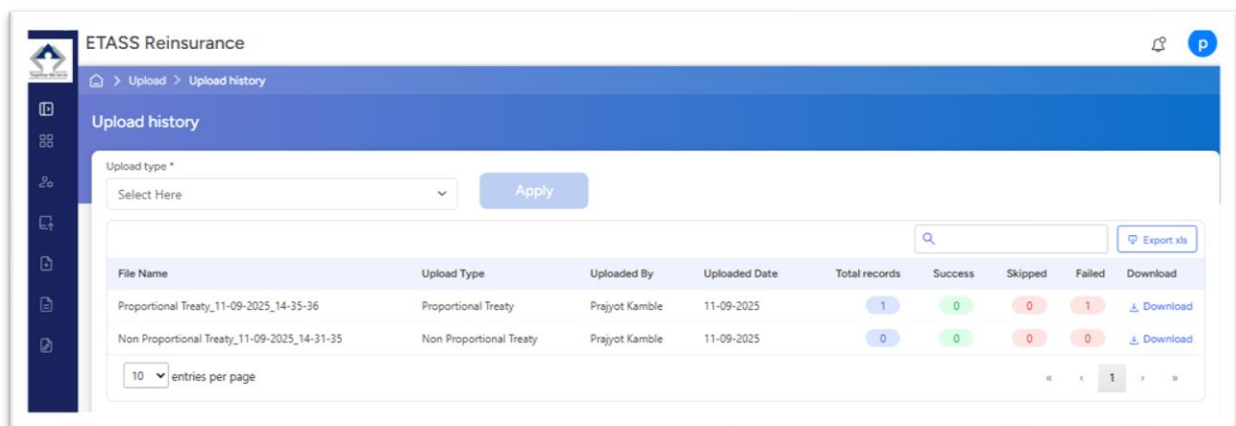 ETASS Reinsurance
p
Upload > Upload history
Upload history
Upload type *
Select Here
Apply
Export xls
File Name Upload Type Uploaded By Uploaded Date Total records Success Skipped Failed Download
Proportional Treaty_11-09-2025_14-35-36 Proportional Treaty Prajyot Kamble 11-09-2025 1 0 0 1 Download
Non Proportional Treaty_11-09-2025_14-31-35 Non Proportional Treaty Prajyot Kamble 11-09-2025 0 0 0 0 Download
10 entries per page
« ‹ 1 › »